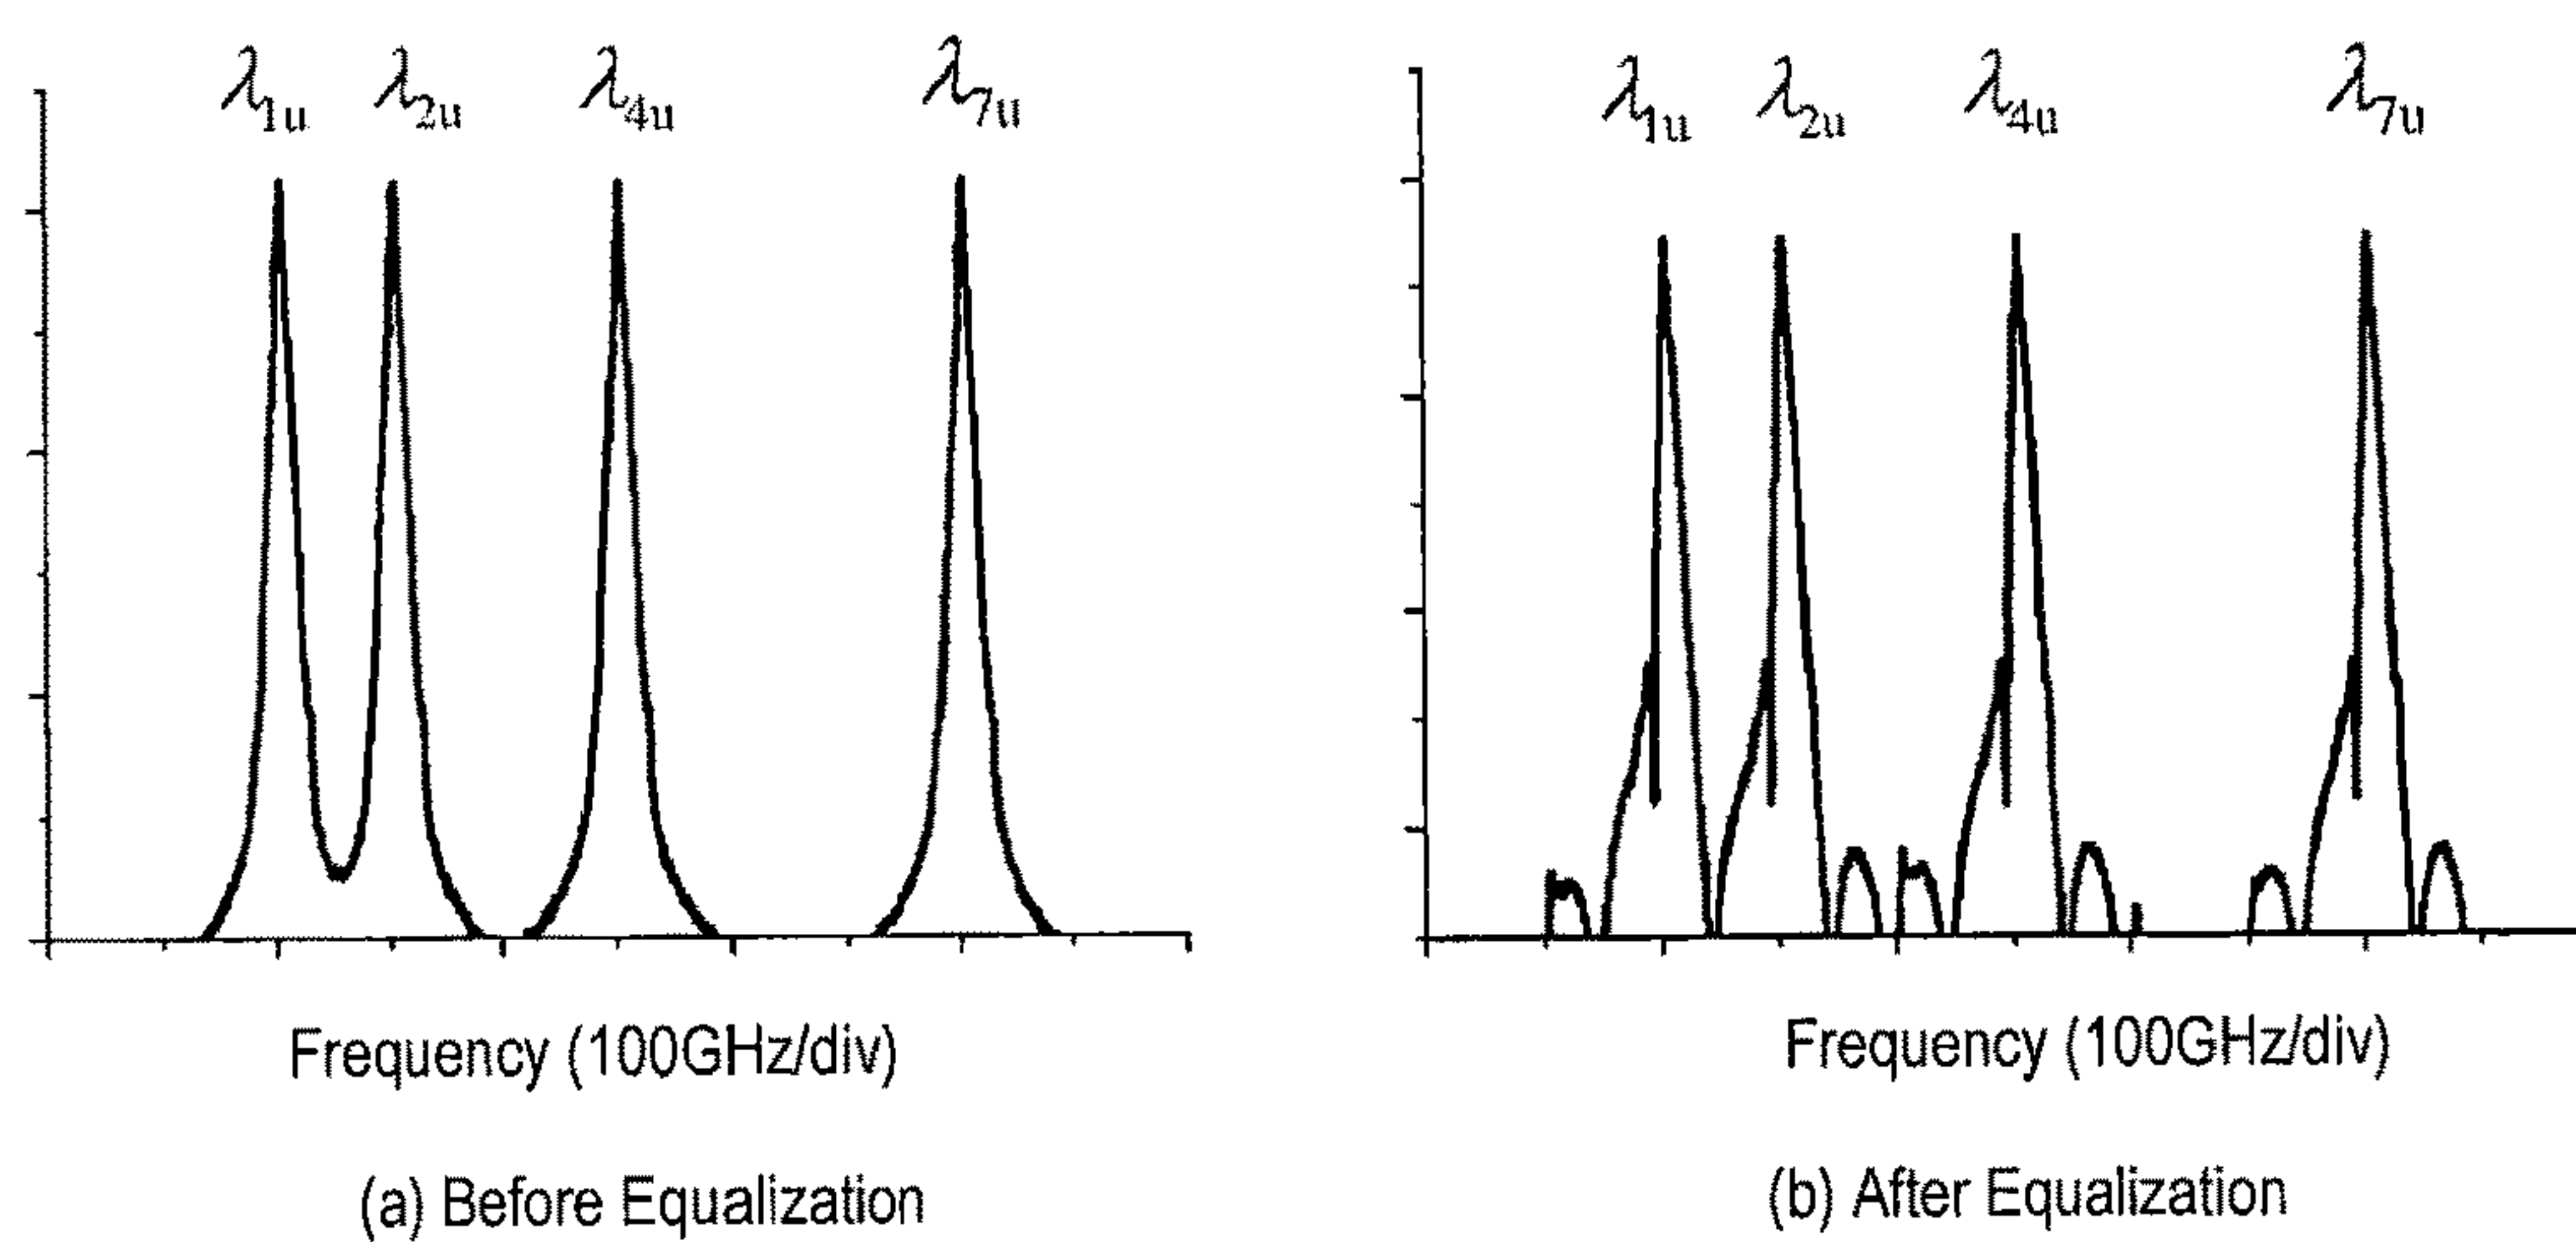 λ1u λ2u λ4u λ7u
Frequency (100GHz/div)
(a) Before Equalization
λ1u λ2u λ4u λ7u
Frequency (100GHz/div)
(b) After Equalization